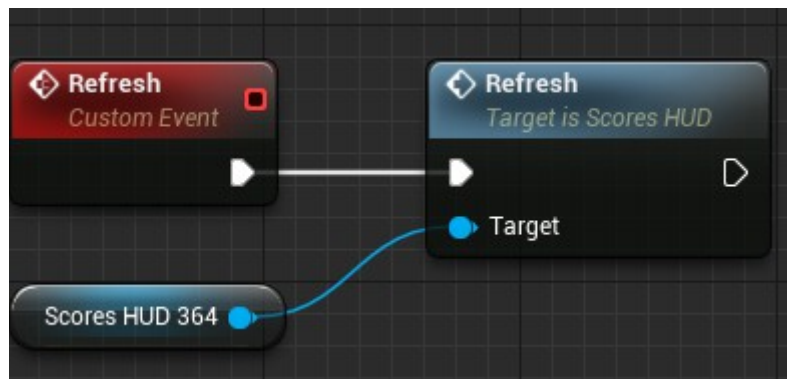 Refresh
Custom Event
Refresh
Target is Scores HUD
Target
Scores HUD 364